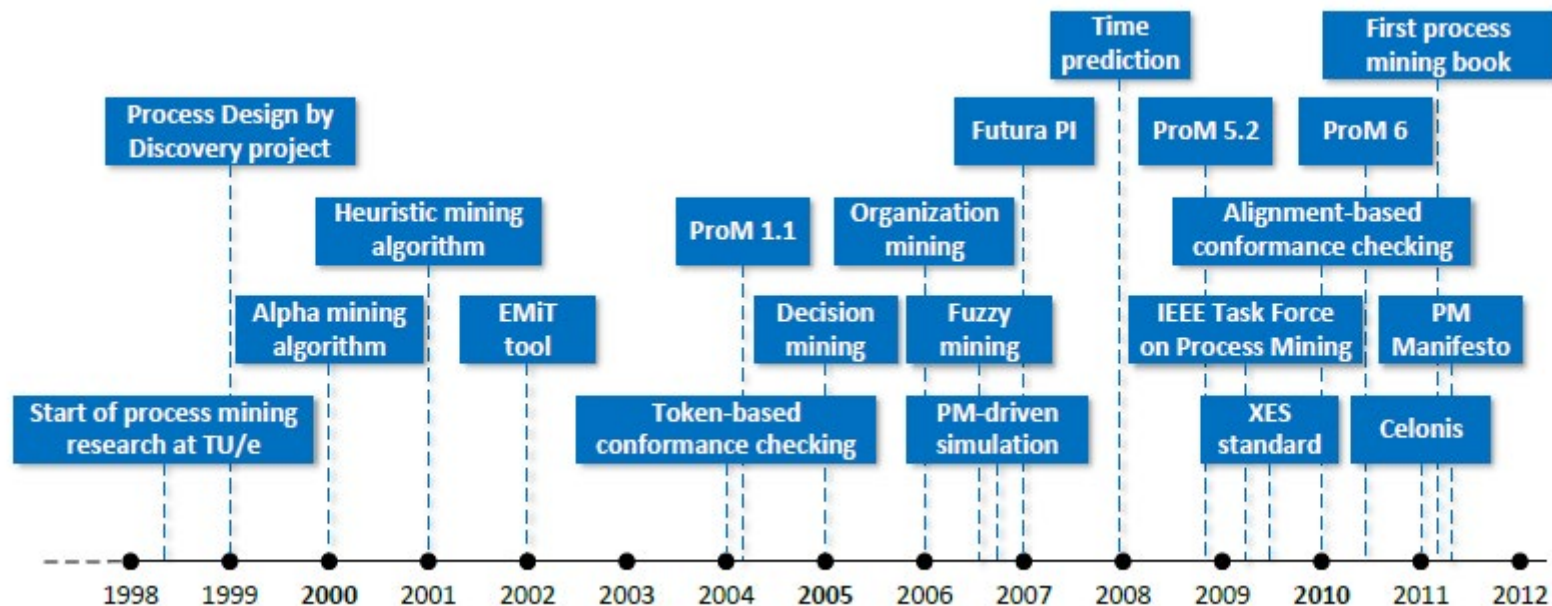 Time
prediction
First process
mining book
Process Design by
Discovery project
Futura PI
ProM 5.2
ProM 6
Heuristic mining
algorithm
ProM 1.1
Organization
mining
Alignment-based
conformance checking
Alpha mining
algorithm
EMiT
tool
Decision
mining
Fuzzy
mining
IEEE Task Force
on Process Mining
PM
Manifesto
Start of process mining
research at TU/e
Token-based
conformance checking
PM-driven
simulation
XES
standard
Celonis
1998 1999 2000 2001 2002 2003 2004 2005 2006 2007 2008 2009 2010 2011 2012